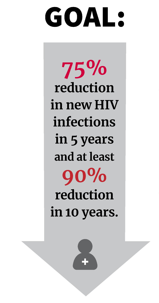 GOAL:
75%
reduction
in new HIV
infections
in 5 years
and at least
90%
reduction
in 10 years.